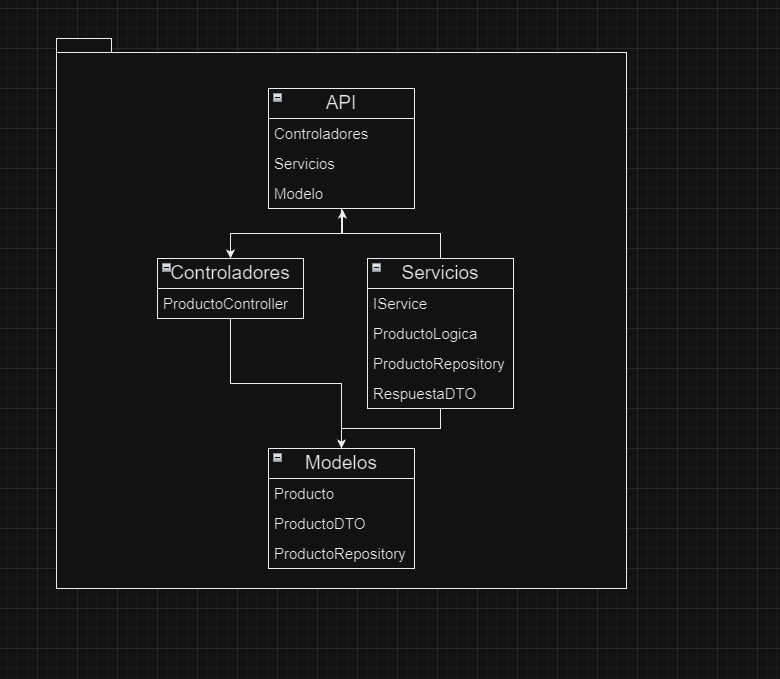 API
Controladores
Servicios
Modelo
Controladores
ProductoController
Servicios
IService
ProductoLogica
ProductoRepository
RespuestaDTO
Modelos
Producto
ProductoDTO
ProductoRepository